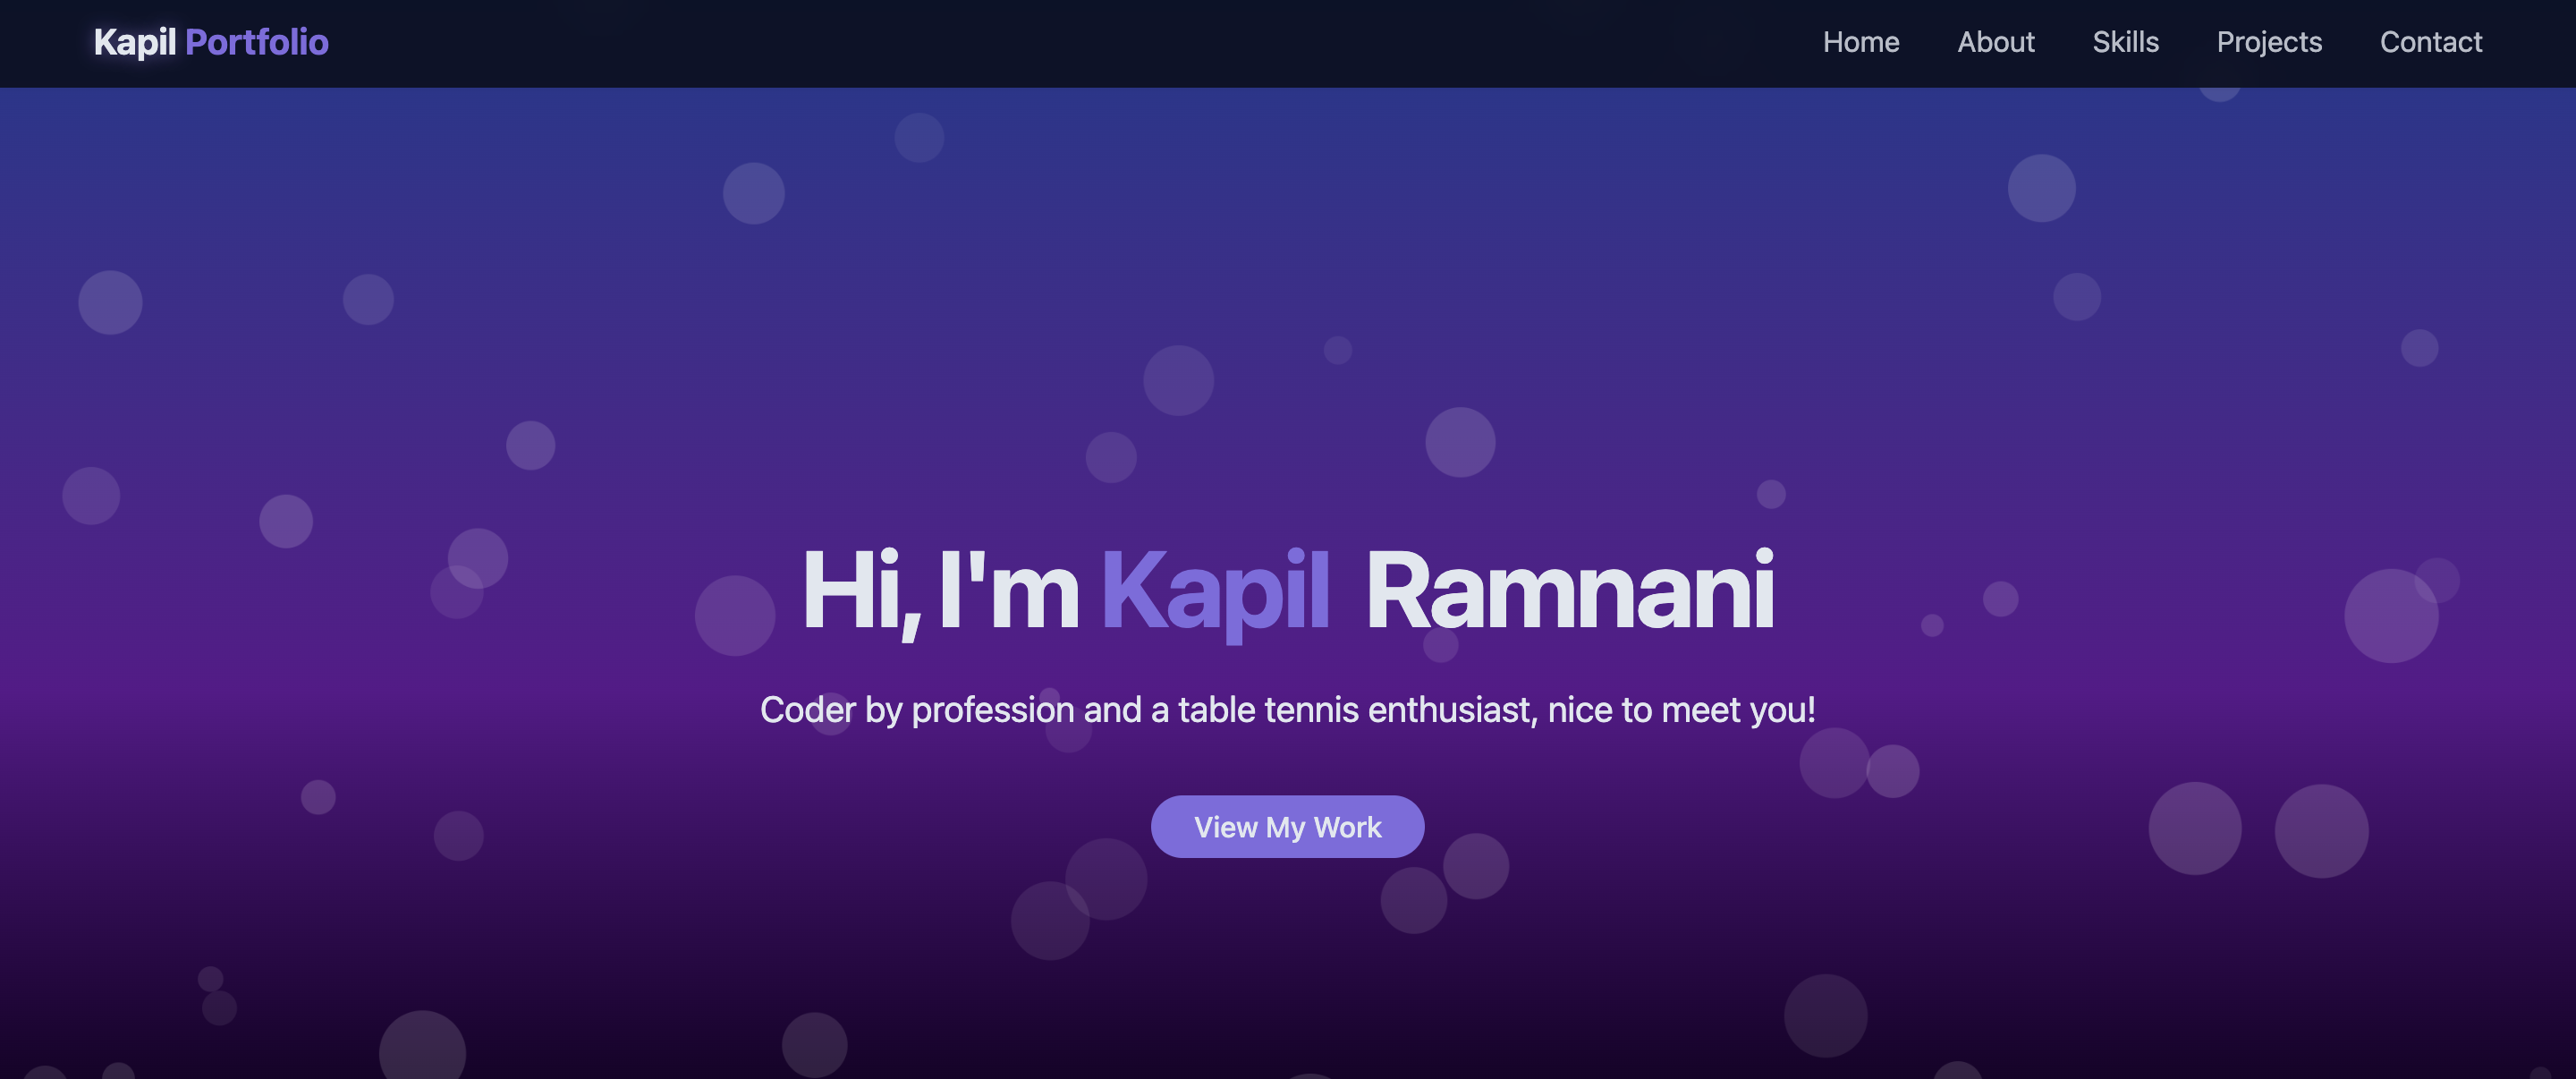 Kapil Portfolio
Home About Skills Projects Contact
Hi, I'm Kapil Ramnani
Coder by profession and a table tennis enthusiast, nice to meet you!
View My Work